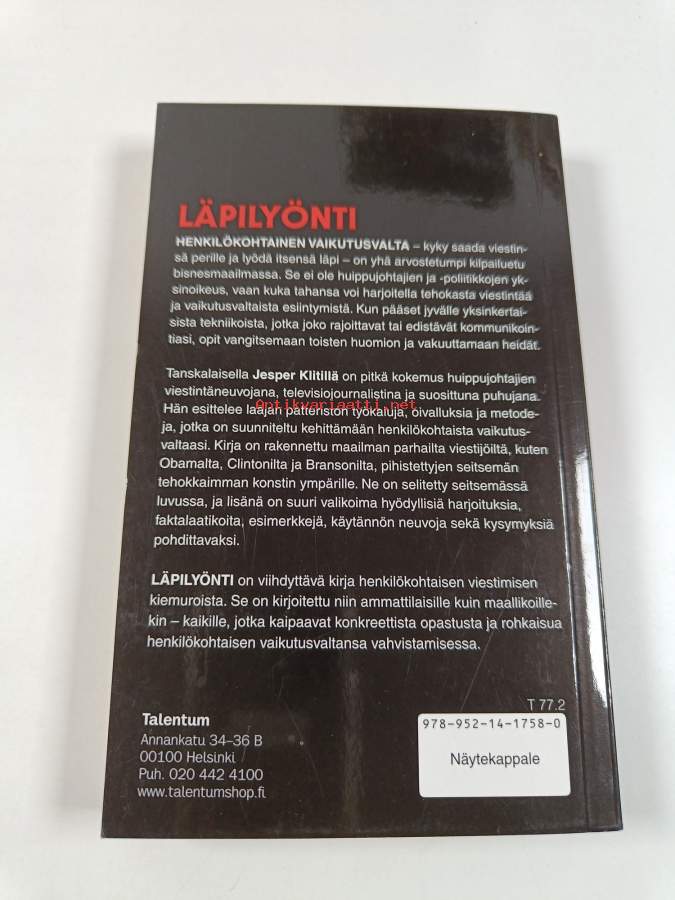 LÄPILYÖNTI
HENKILÖKOHTAINEN VAIKUTUSVALTA – kyky saada viestin-
sä perille ja lyödä itsensä läpi – on yhä arvostetumpi kilpailuetu
bisnesmaailmassa. Se ei ole huippujohtajien ja -poliitikkojen yk-
sinoikeus, vaan kuka tahansa voi harjoitella tehokasta viestintää
ja vaikutusvaltaista esiintymistä. Kun pääset jyvälle yksinkertai-
sista tekniikoista, jotka joko rajoittavat tai edistävät kommunikoin-
tiasi, opit vangitsemaan toisten huomion ja vakuuttamaan heidät.
Tanskalaisella Jesper Klitillä on pitkä kokemus huippujohtajien
viestintäneuvojana, televisiojournalistina ja suosittuna puhujana.
Antikvariaatti.net
Hän esittelee laajan patteriston työkaluja, oivalluksia ja metode-
ja, jotka on suunniteltu kehittämään henkilökohtaista vaikutus-
valtaasi. Kirja on rakennettu maailman parhailta viestijöiltä, kuten
Obamalta, Clintonilta ja Bransonilta, pihistettyjen seitsemän
tehokkaimman konstin ympärille. Ne on selitetty seitsemässä
luvussa, ja lisänä on suuri valikoima hyödyllisiä harjoituksia,
faktalaatikoita, esimerkkejä, käytännön neuvoja sekä kysymyksiä
pohdittavaksi.
LÄPILYÖNTI on viihdyttävä kirja henkilökohtaisen viestimisen
kiemuroista. Se on kirjoitettu niin ammattilaisille kuin maallikoille-
kin – kaikille, jotka kaipaavat konkreettista opastusta ja rohkaisua
henkilökohtaisen vaikutusvaltansa vahvistamisessa.
T 77.2
Talentum
Annankatu 34–36 B
00100 Helsinki
Puh. 020 442 4100
www.talentumshop.fi
978-952-14-1758-0
Näytekappale